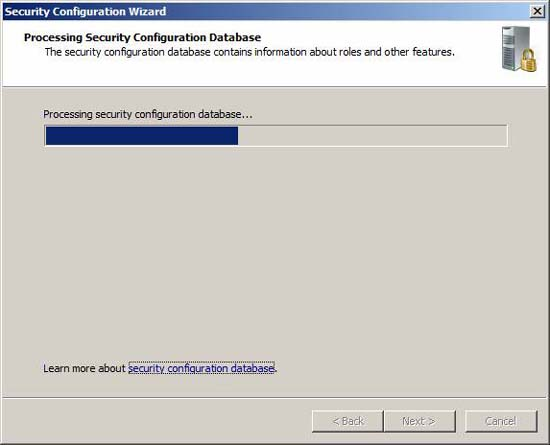 Security Configuration Wizard
Processing Security Configuration Database
The security configuration database contains information about roles and other features.
Processing security configuration database...
Learn more about security configuration database.
< Back
Next >
Cancel